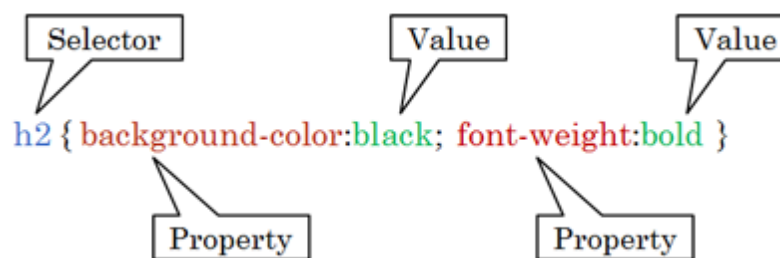 Selector Value Value
h2 { background-color:black; font-weight:bold }
Property Property